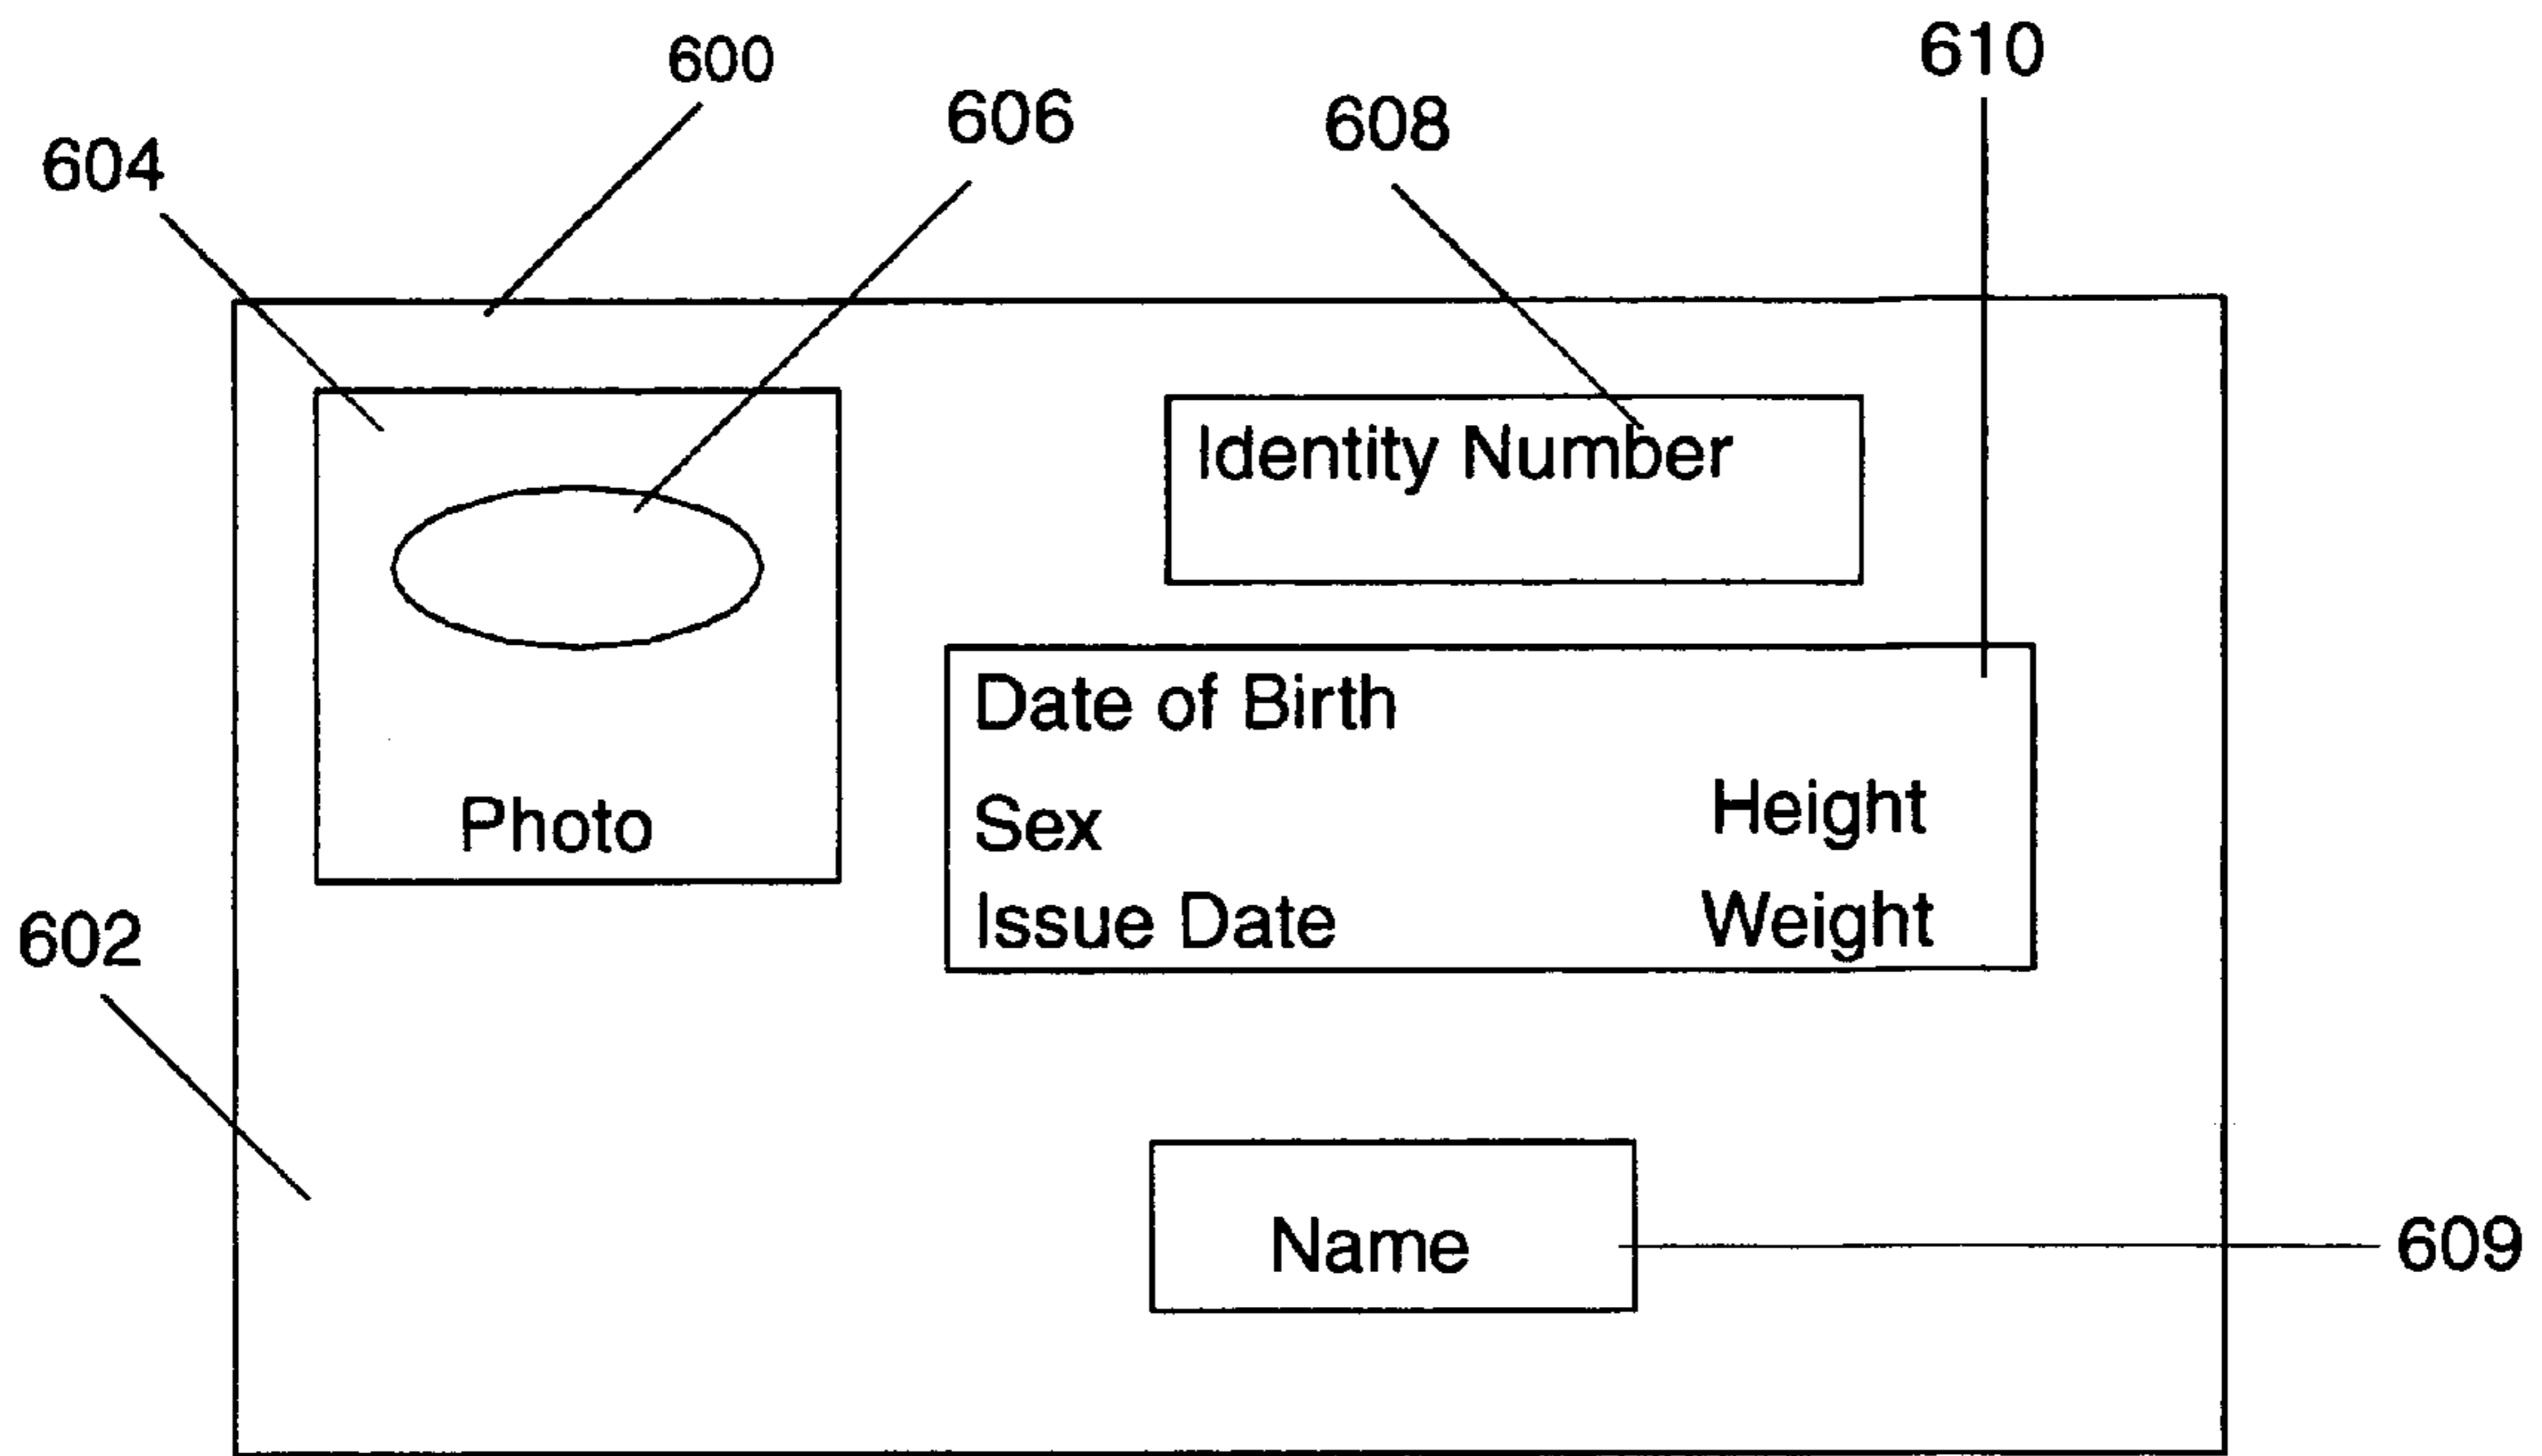 600
610
606
608
604
Identity Number
Date of Birth
Sex
Height
Photo
Issue Date
Weight
602
Name
609